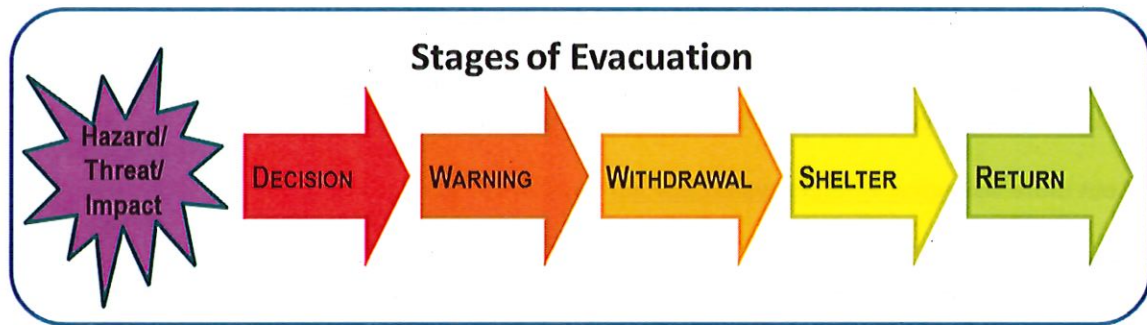 Stages of Evacuation
Hazard/
Threat/
Impact
DECISION
WARNING
WITHDRAWAL
SHELTER
RETURN